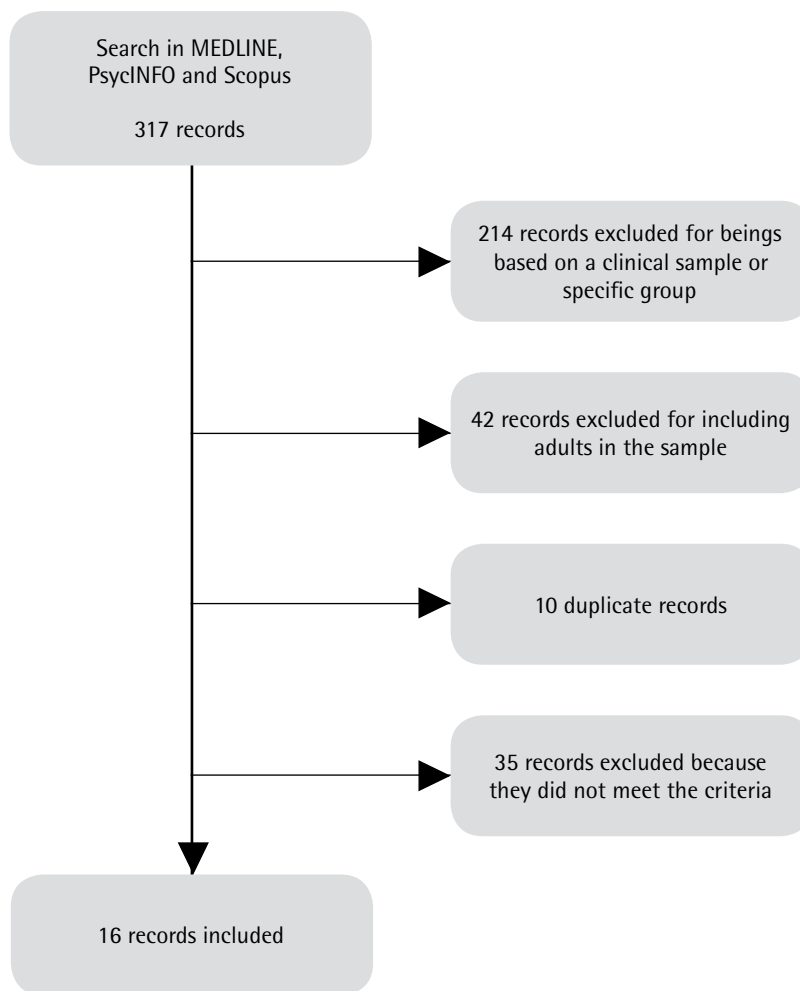 Search in MEDLINE,
PsycINFO and Scopus
317 records
214 records excluded for beings
based on a clinical sample or
specific group
42 records excluded for including
adults in the sample
10 duplicate records
35 records excluded because
they did not meet the criteria
16 records included